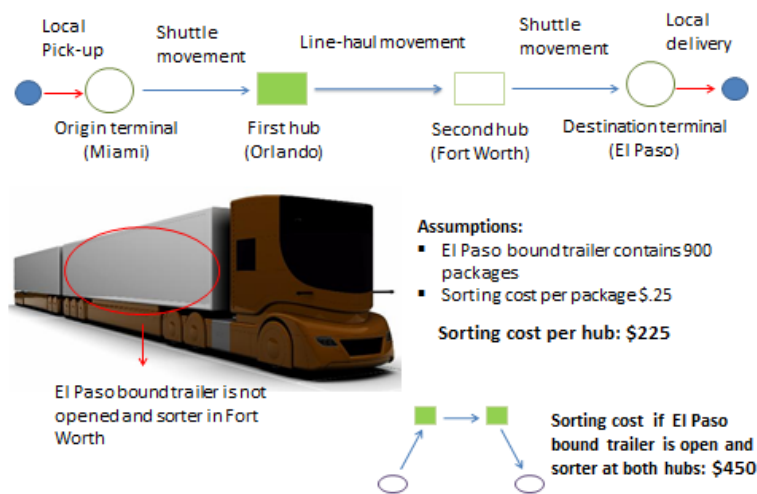 Local
Pick-up
Shuttle
movement
Line-haul movement
Shuttle
movement
Local
delivery
Origin terminal
(Miami)
First hub
(Orlando)
Second hub
(Fort Worth)
Destination terminal
(El Paso)
Assumptions:
▪ El Paso bound trailer contains 900
packages
▪ Sorting cost per package $.25
Sorting cost per hub: $225
El Paso bound trailer is not
opened and sorter in Fort
Worth
Sorting cost if El Paso
bound trailer is open and
sorter at both hubs: $450